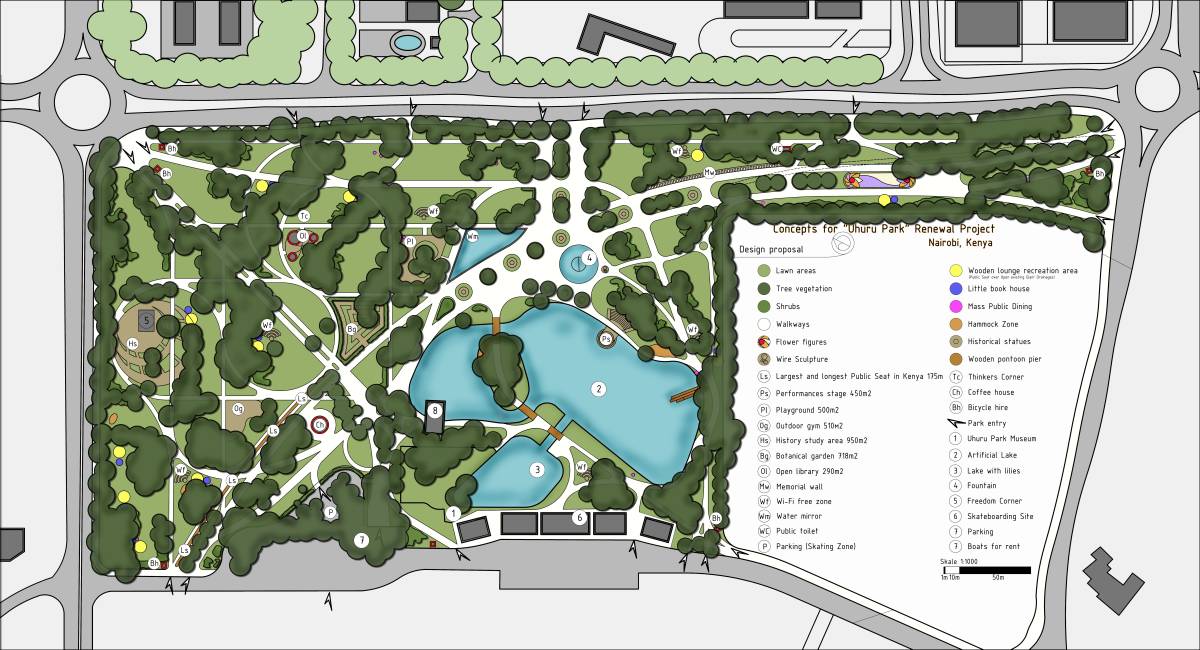 Concepts for "Uhuru Park" Renewal Project
Nairobi, Kenya
Design proposal
Lawn areas
Tree vegetation
Shrubs
Walkways
Flower figures
Wire Sculpture
Ls Largest and longest Public Seat in Kenya 175m
Ps Performances stage 450m2
Pl Playground 500m2
Og Outdoor gym 510m2
Hs History study area 950m2
Bg Botanical garden 718m2
Ol Open library 290m2
Mw Memorial wall
Wf Wi-Fi free zone
Wm Water mirror
WC Public toilet
P Parking (Skating Zone)
Wooden lounge recreation area
Little book house
Mass Public Dining
Hammock Zone
Historical statues
Wooden pontoon pier
Tc Thinkers Corner
Ch Coffee house
Bh Bicycle hire
Park entry
1 Uhuru Park Museum
2 Artificial Lake
3 Lake with lilies
4 Fountain
5 Freedom Corner
6 Skateboarding Site
7 Parking
7 Boats for rent
Skale 1:1000
1m 10m 50m
Bh
Bh
Wf
WC
Mw
Bh
Tc
Wf
Ol
Pl
Wm
4
5
Hs
Wf
Bg
Ps
Wf
2
Ls
Og
8
Ls
Ch
Wf
Ls
3
Wf
P
1
6
Bh
7
Ls
Bh